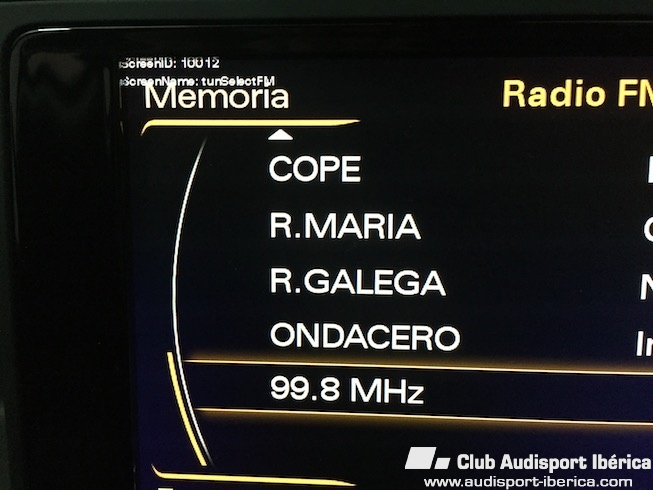 ScreenID: 10012
ScreenName: tunSelectFM
Memoria
Radio FM
COPE
R.MARIA
R.GALEGA
ONDACERO
99.8 MHz
Club Audisport Ibérica
www.audisport-iberica.com